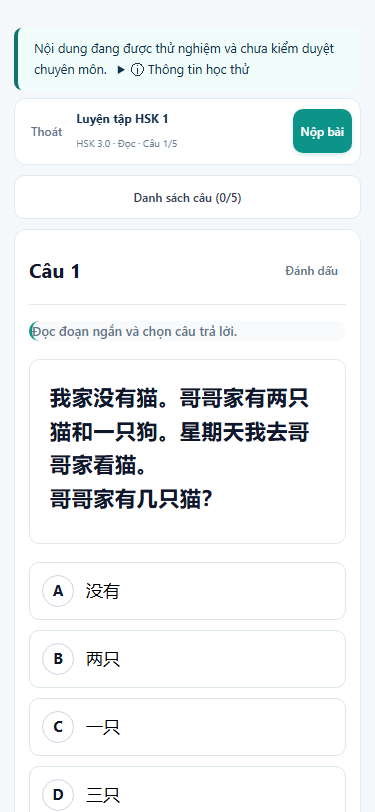 Nội dung đang được thử nghiệm và chưa kiểm duyệt
chuyên môn. ▶ ⓘ Thông tin học thử
Thoát
Luyện tập HSK 1
HSK 3.0 · Đọc · Câu 1/5
Nộp bài
Danh sách câu (0/5)
Câu 1
Đánh dấu
Đọc đoạn ngắn và chọn câu trả lời.
我家没有猫。哥哥家有两只
猫和一只狗。星期天我去哥
哥家看猫。
哥哥家有几只猫?
A 没有
B 两只
C 一只
D 三只